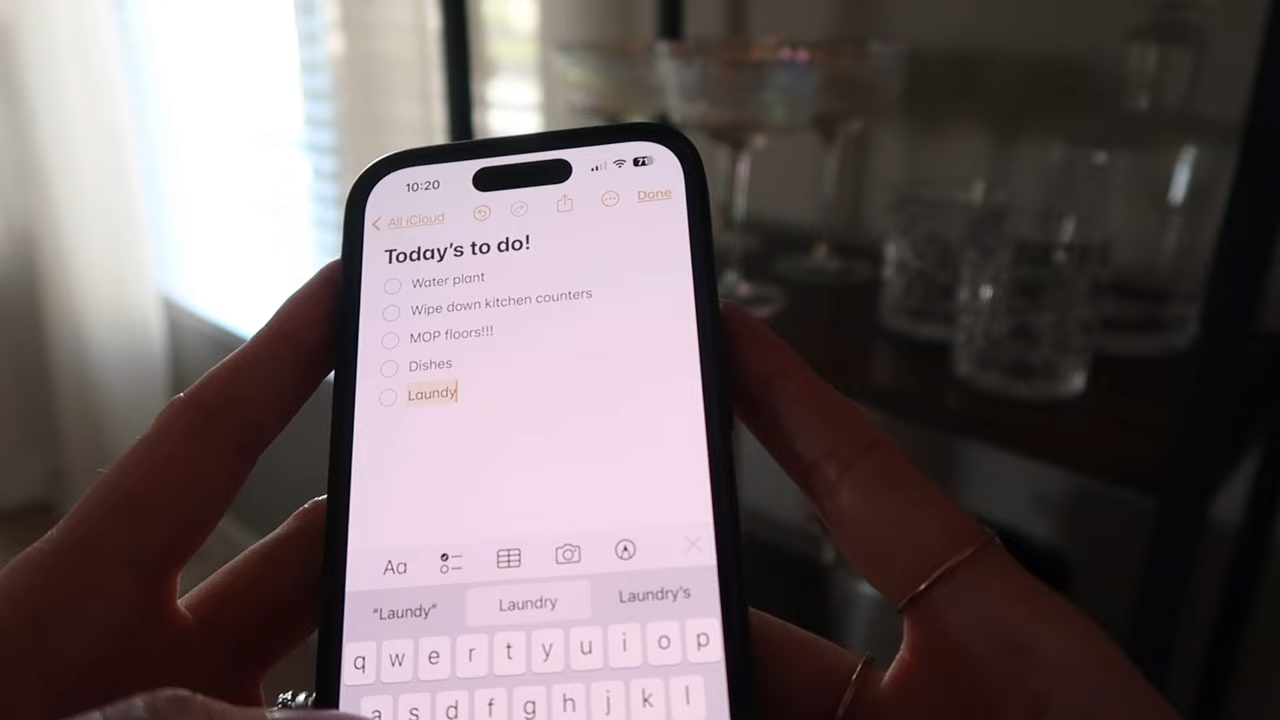 10:20
71
All iCloud
Done
Today's to do!
Water plant
Wipe down kitchen counters
MOP floors!!!
Dishes
Laundy
Aa
"Laundy" Laundry Laundry's
q w e r t y u i o p
a s d f g h j k l